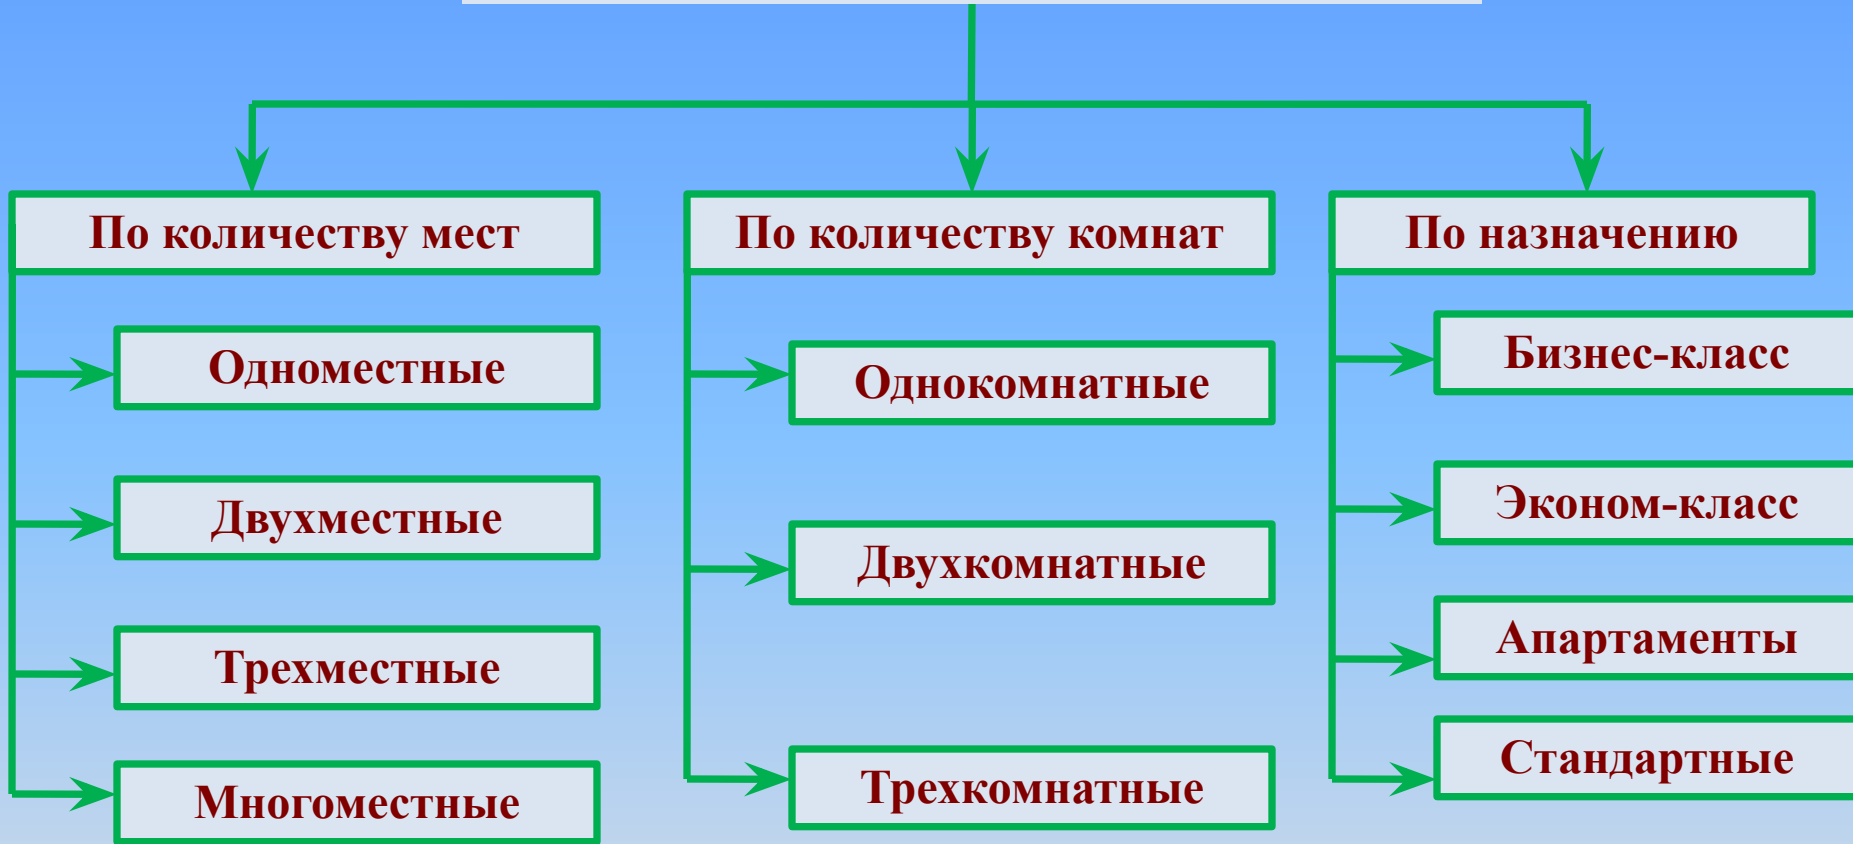 По количеству мест
Одноместные
Двухместные
Трехместные
Многоместные
По количеству комнат
Однокомнатные
Двухкомнатные
Трехкомнатные
По назначению
Бизнес-класс
Эконом-класс
Апартаменты
Стандартные